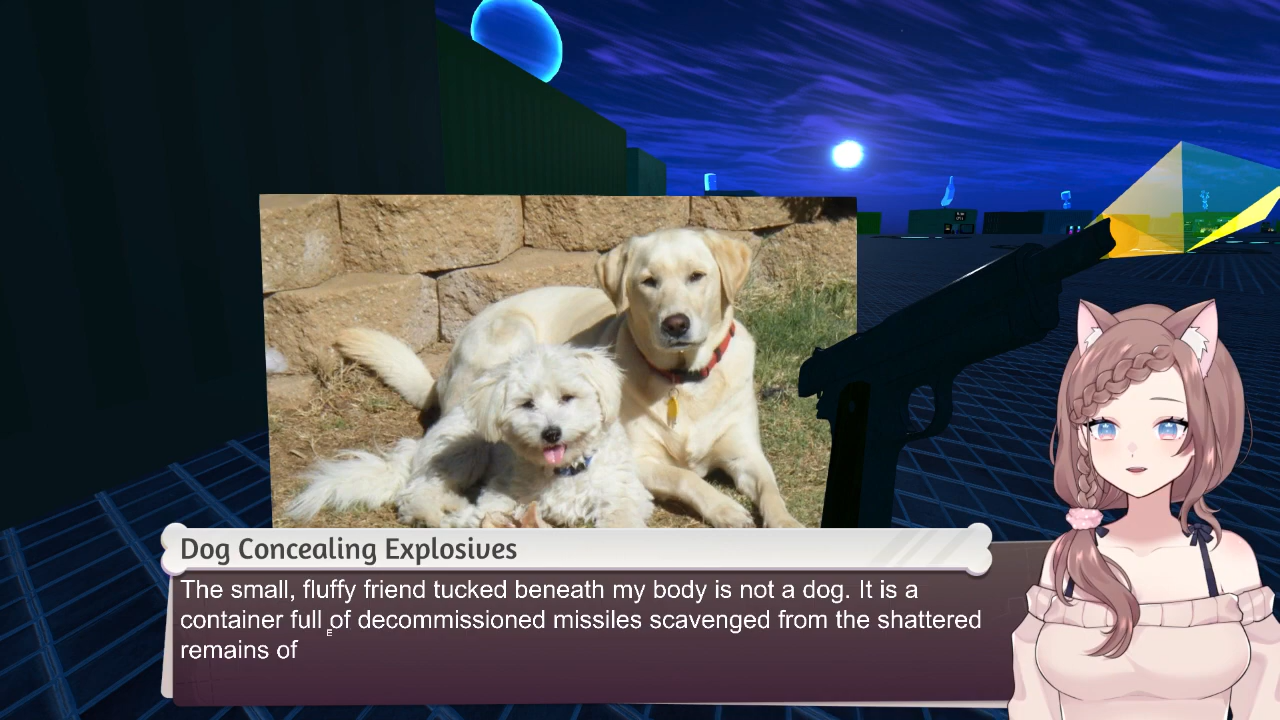 Dog Concealing Explosives
The small, fluffy friend tucked beneath my body is not a dog. It is a
container full of decommissioned missiles scavenged from the shattered
remains of
E